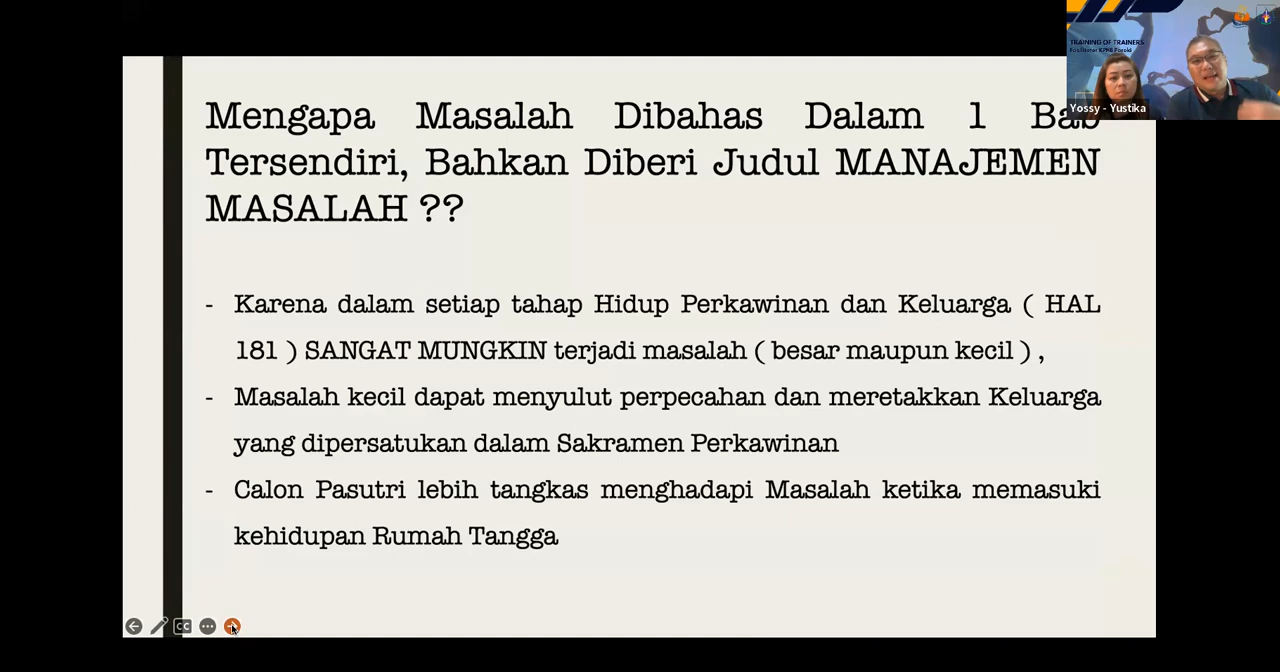 TRAINING OF TRAINERS
Yossy - Yustika
Mengapa Masalah Dibahas Dalam 1 Bab
Tersendiri, Bahkan Diberi Judul MANAJEMEN
MASALAH ??
- Karena dalam setiap tahap Hidup Perkawinan dan Keluarga ( HAL
181 ) SANGAT MUNGKIN terjadi masalah ( besar maupun kecil ) ,
- Masalah kecil dapat menyulut perpecahan dan meretakkan Keluarga
yang dipersatukan dalam Sakramen Perkawinan
- Calon Pasutri lebih tangkas menghadapi Masalah ketika memasuki
kehidupan Rumah Tangga
CC